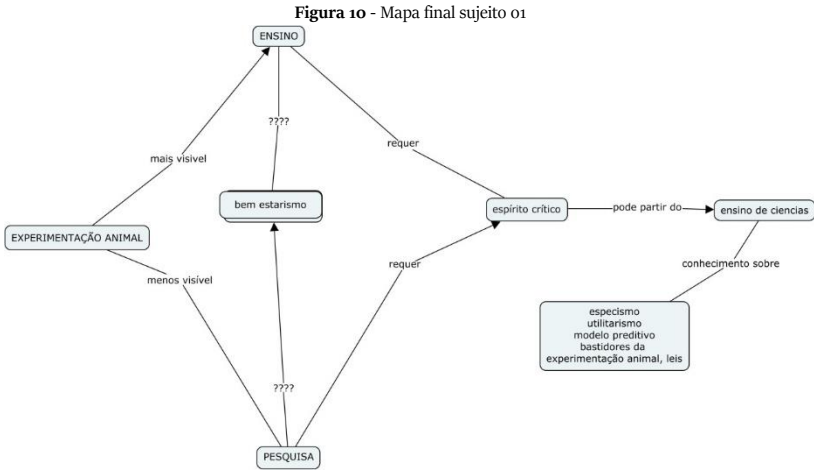 Figura 10 - Mapa final sujeito 01
ENSINO
????
requer
mais visivel
bem estarismo
espírito crítico
pode partir do
ensino de ciencias
EXPERIMENTAÇÃO ANIMAL
menos visível
requer
conhecimento sobre
especismo
utilitarismo
modelo preditivo
bastidores da
experimentação animal, leis
????
PESQUISA